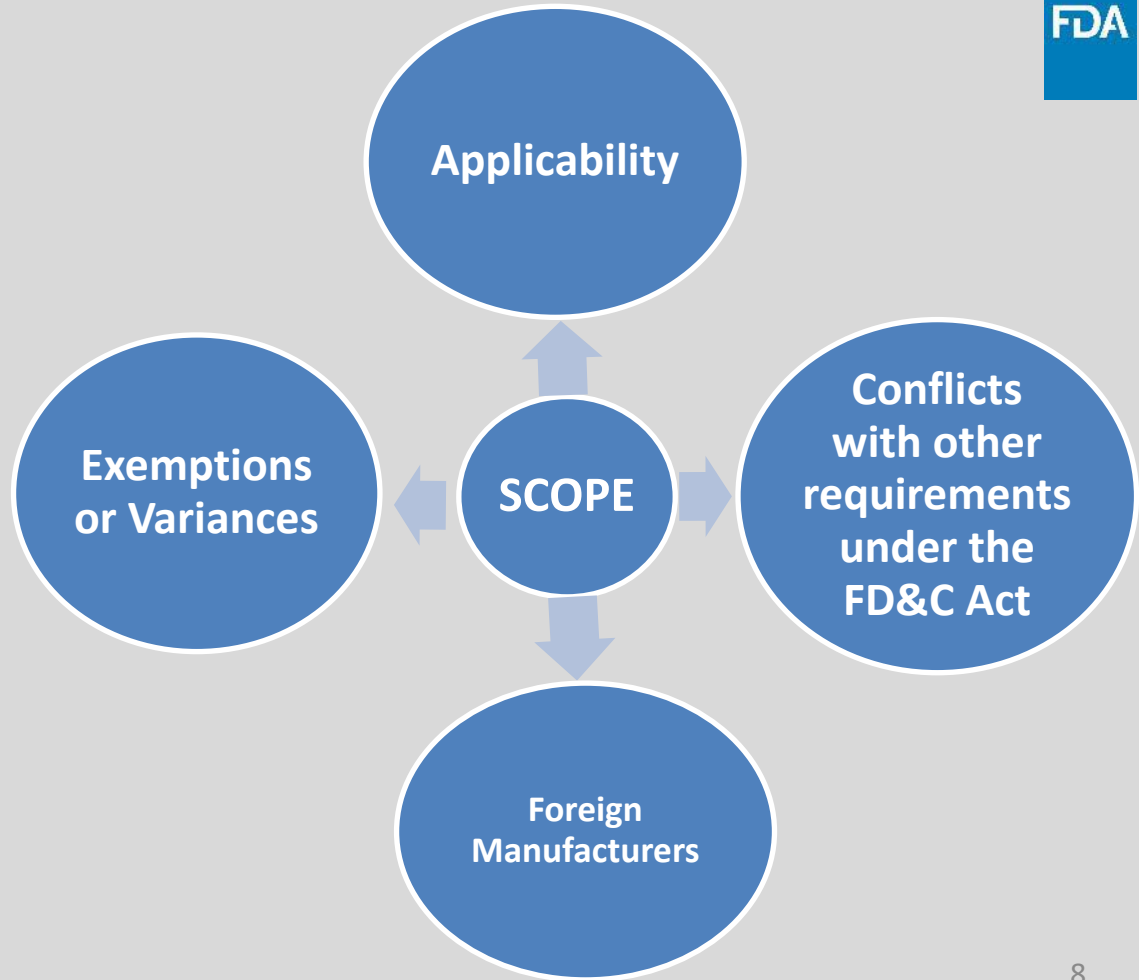 FDA
Applicability
Exemptions
or Variances
SCOPE
Conflicts
with other
requirements
under the
FD&C Act
Foreign
Manufacturers
8